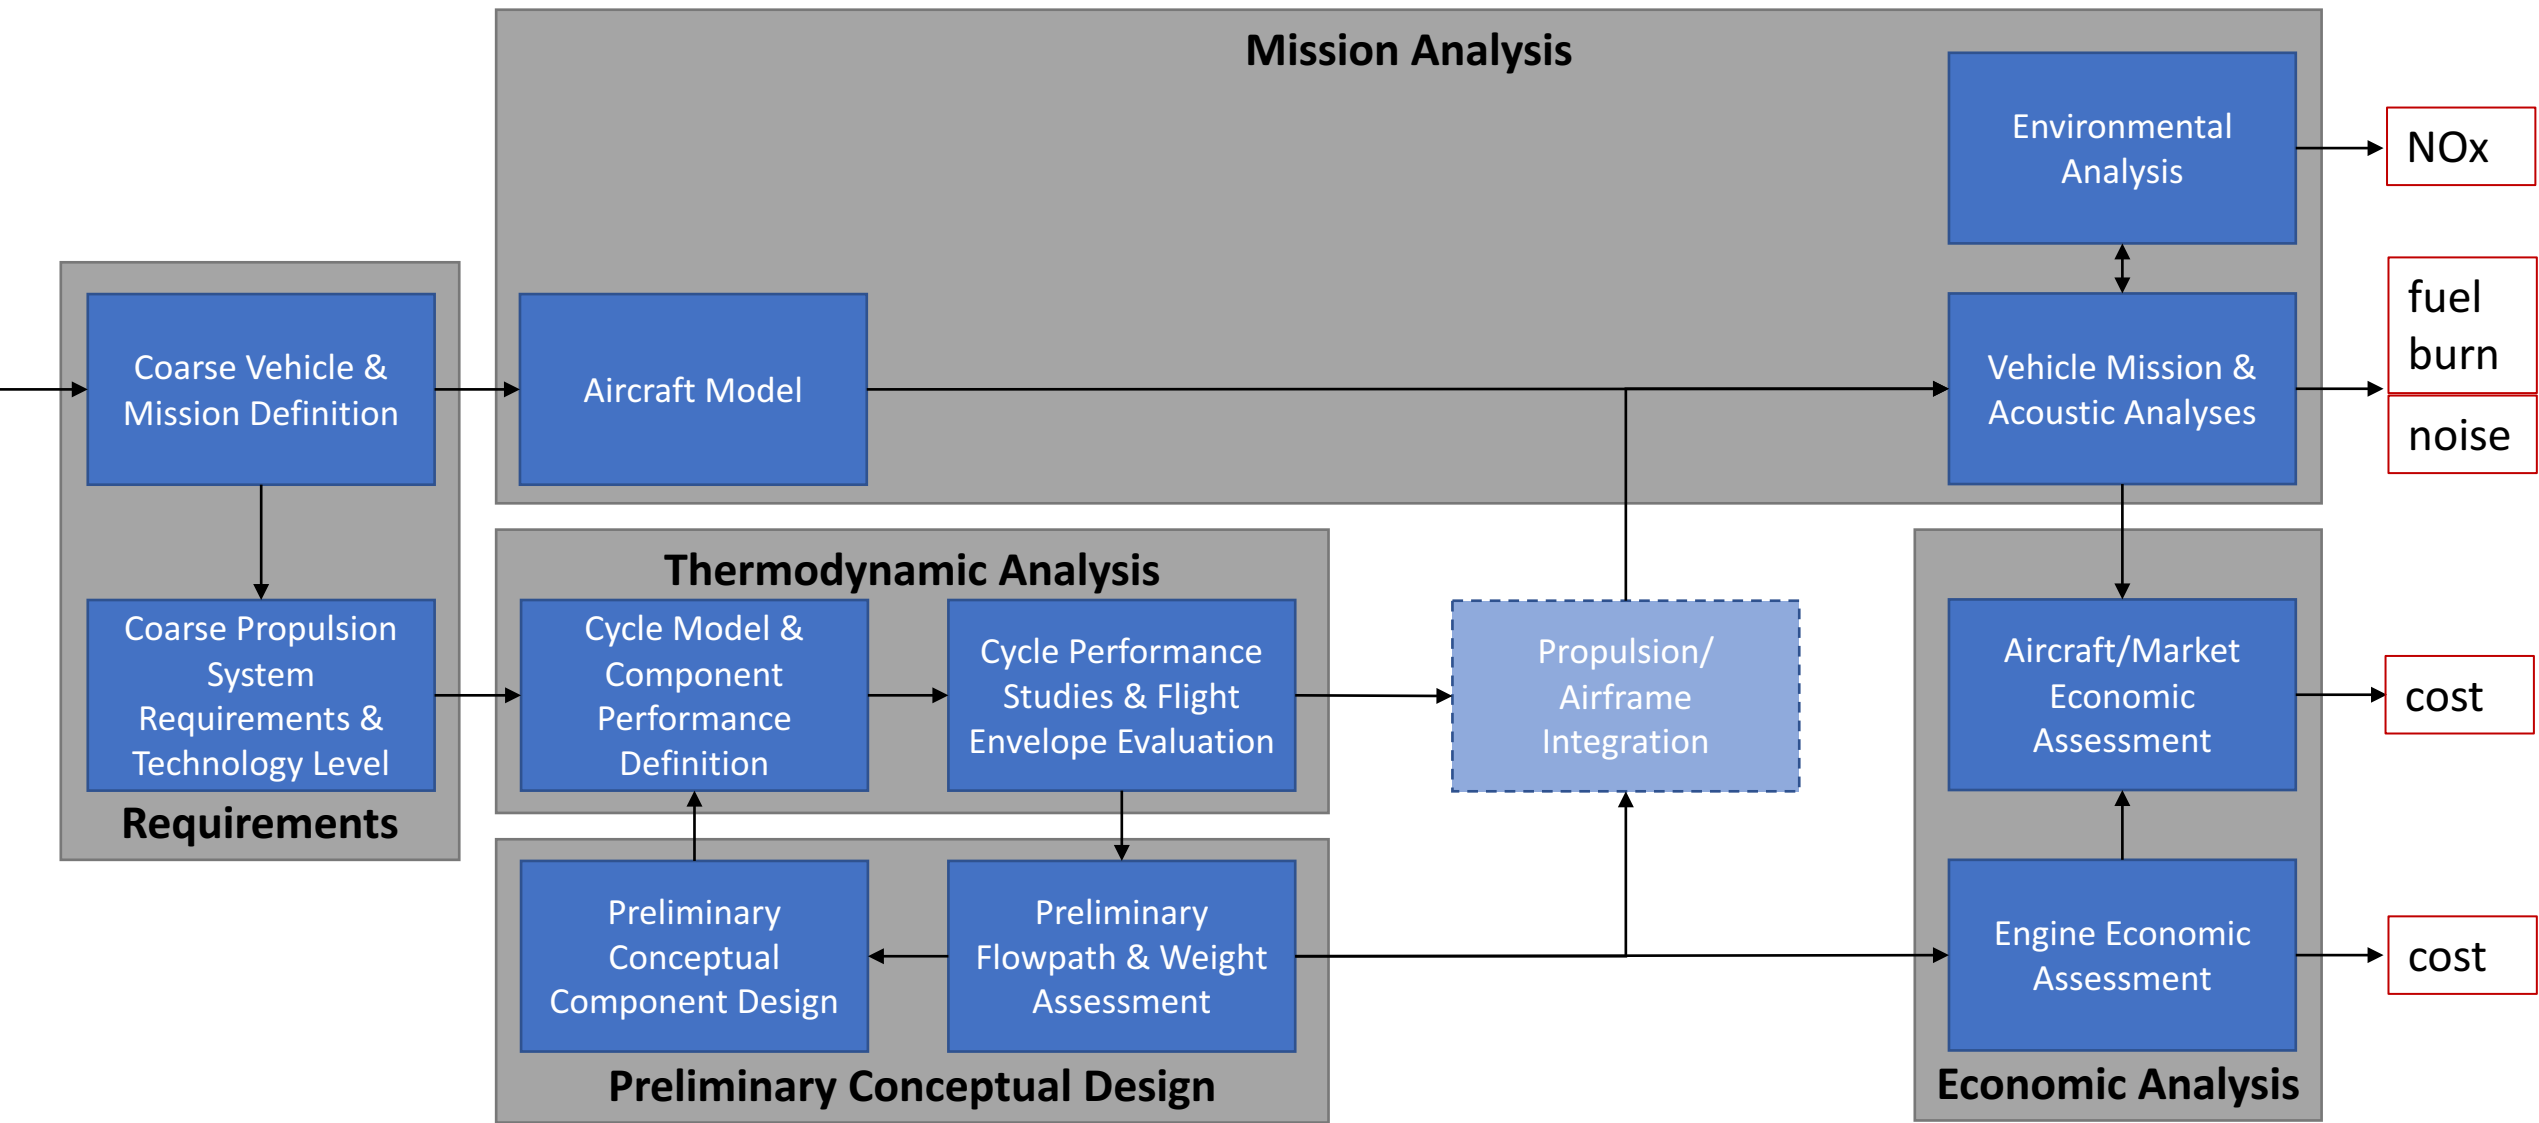 Mission Analysis
Environmental
Analysis
NOx
Coarse Vehicle &
Mission Definition
Aircraft Model
Vehicle Mission &
Acoustic Analyses
fuel
burn
noise
Thermodynamic Analysis
Coarse Propulsion
System
Requirements &
Technology Level
Requirements
Cycle Model &
Component
Performance
Definition
Cycle Performance
Studies & Flight
Envelope Evaluation
Propulsion/
Airframe
Integration
Aircraft/Market
Economic
Assessment
cost
Preliminary
Conceptual
Component Design
Preliminary
Flowpath & Weight
Assessment
Preliminary Conceptual Design
Engine Economic
Assessment
cost
Economic Analysis